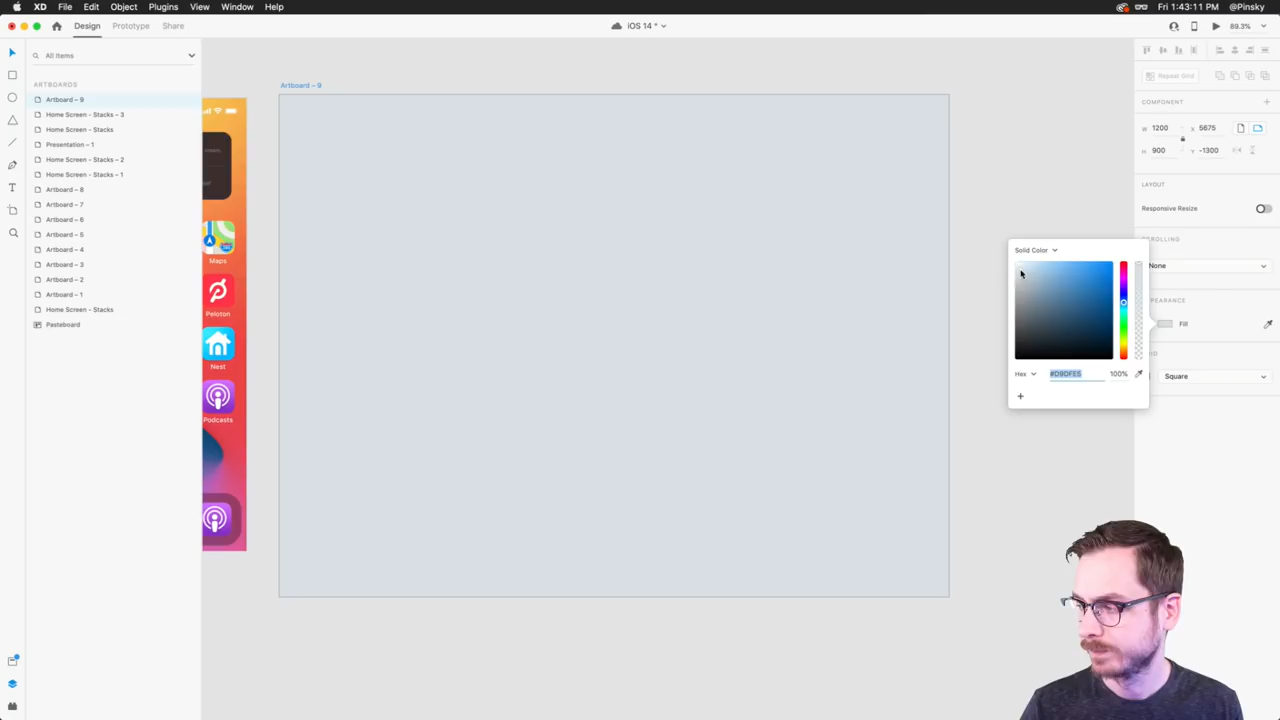 XD File Edit Object Plugins View Window Help
Fri 1:43:11 PM @Pinsky
Design Prototype Share
iOS 14 *
89.3%
All Items
ARTBOARDS
Artboard – 9
Home Screen - Stacks – 3
Home Screen - Stacks
Presentation – 1
Home Screen - Stacks – 2
Home Screen - Stacks – 1
Artboard – 8
Artboard – 7
Artboard – 6
Artboard – 5
Artboard – 4
Artboard – 3
Artboard – 2
Artboard – 1
Home Screen - Stacks
Pasteboard
Maps
Peloton
Nest
Podcasts
Artboard – 9
Repeat Grid
COMPONENT
W 1200 X 5675
H 900 Y -1300
LAYOUT
Responsive Resize
CROLLING
None
PEARANCE
Fill
Square
Solid Color
Hex #D9DFE5 100%